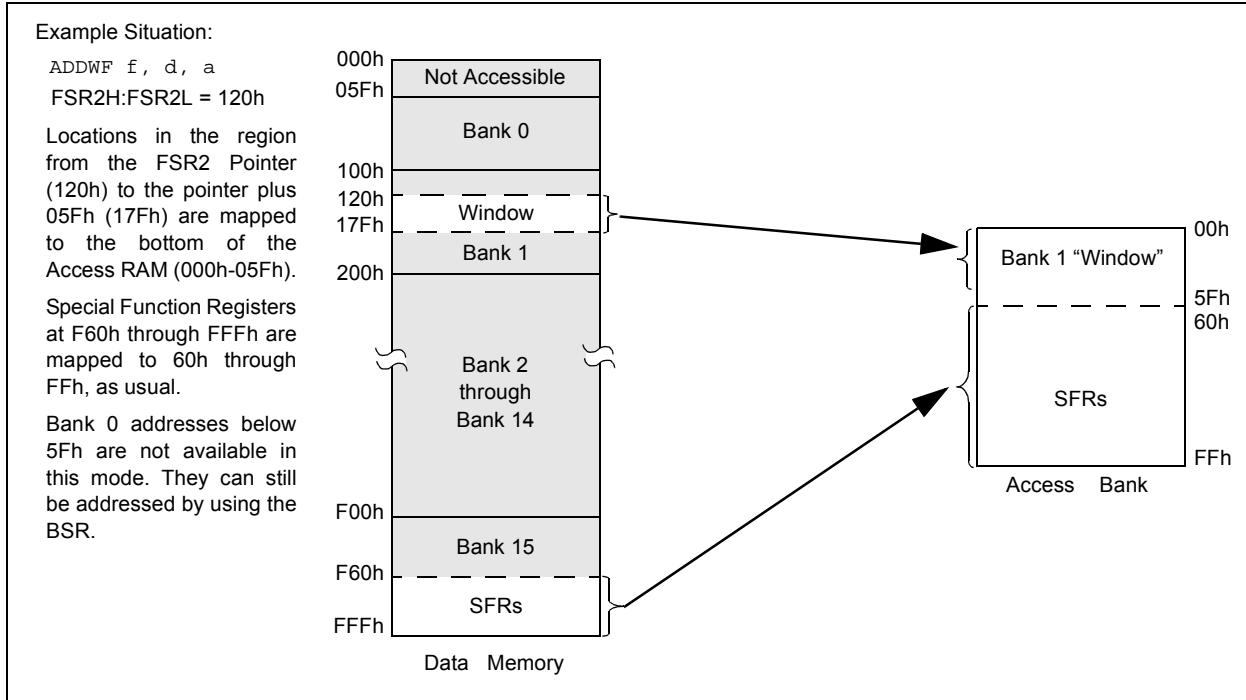 Example Situation:
ADDWF f, d, a
FSR2H:FSR2L = 120h
Locations in the region
from the FSR2 Pointer
(120h) to the pointer plus
05Fh (17Fh) are mapped
to the bottom of the
Access RAM (000h-05Fh).
Special Function Registers
at F60h through FFFh are
mapped to 60h through
FFh, as usual.
Bank 0 addresses below
5Fh are not available in
this mode. They can still
be addressed by using the
BSR.
000h
Not Accessible
05Fh
Bank 0
100h
120h
Window
17Fh
Bank 1
200h
Bank 2
through
Bank 14
F00h
Bank 15
F60h
SFRs
FFFh
Data Memory
00h
Bank 1 “Window”
5Fh
60h
SFRs
FFh
Access Bank